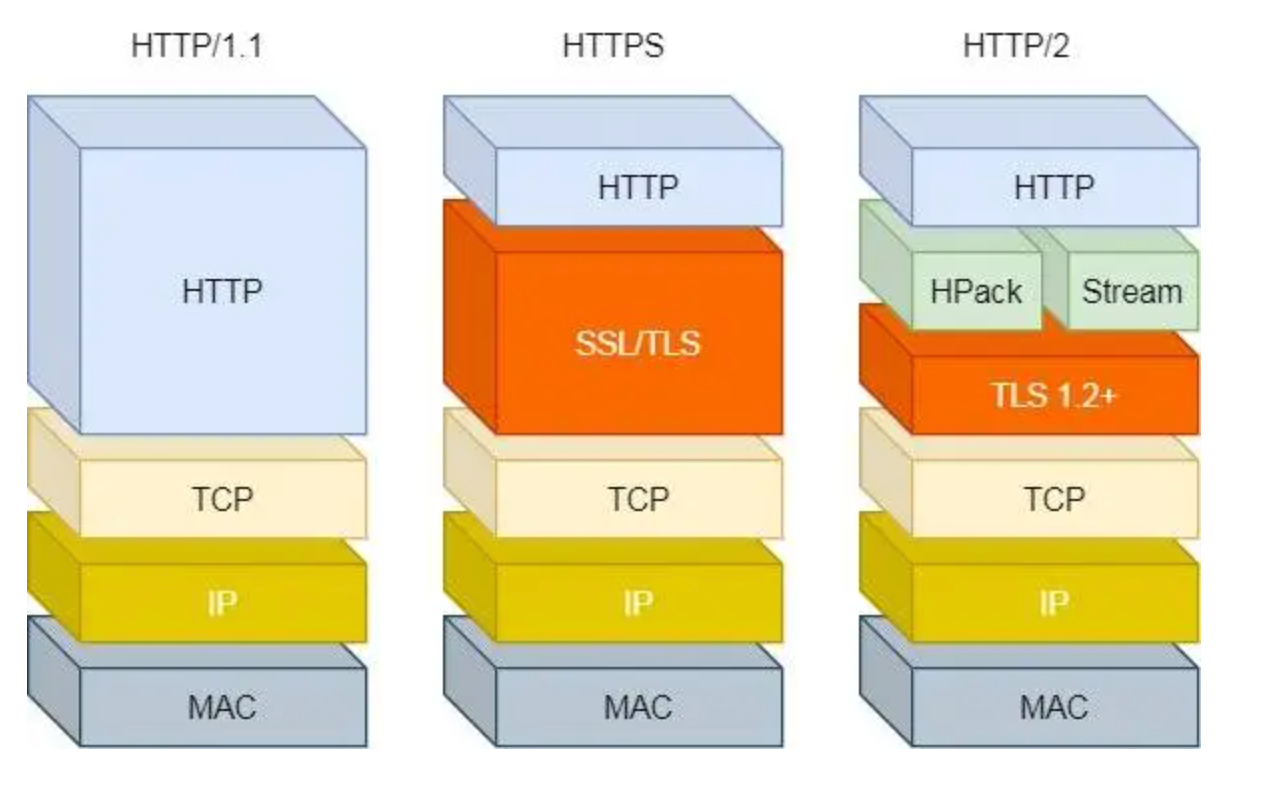 HTTP/1.1
HTTPS
HTTP/2
HTTP
TCP
IP
MAC
HTTP
SSL/TLS
TCP
IP
MAC
HTTP
HPack
Stream
TLS 1.2+
TCP
IP
MAC